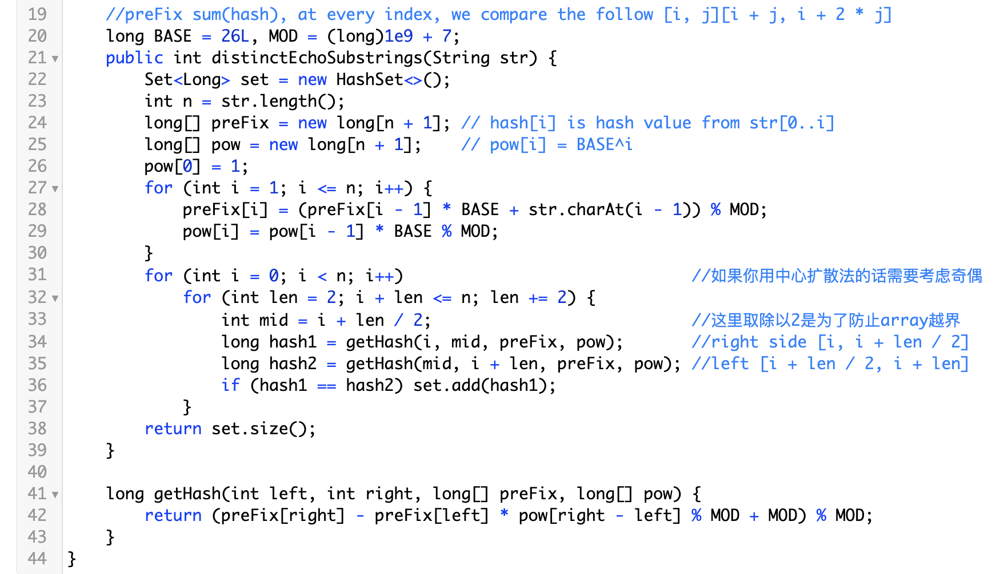 19 //preFix sum(hash), at every index, we compare the follow [i, j][i + j, i + 2 * j]
20 long BASE = 26L, MOD = (long)1e9 + 7;
21 public int distinctEchoSubstrings(String str) {
22 Set<Long> set = new HashSet<>();
23 int n = str.length();
24 long[] preFix = new long[n + 1]; // hash[i] is hash value from str[0..i]
25 long[] pow = new long[n + 1]; // pow[i] = BASE^i
26 pow[0] = 1;
27 for (int i = 1; i <= n; i++) {
28 preFix[i] = (preFix[i - 1] * BASE + str.charAt(i - 1)) % MOD;
29 pow[i] = pow[i - 1] * BASE % MOD;
30 }
31 for (int i = 0; i < n; i++) //如果你用中心扩散法的话需要考虑奇偶
32 for (int len = 2; i + len <= n; len += 2) {
33 int mid = i + len / 2; //这里取除以2是为了防止array越界
34 long hash1 = getHash(i, mid, preFix, pow); //right side [i, i + len / 2]
35 long hash2 = getHash(mid, i + len, preFix, pow); //left [i + len / 2, i + len]
36 if (hash1 == hash2) set.add(hash1);
37 }
38 return set.size();
39 }
40
41 long getHash(int left, int right, long[] preFix, long[] pow) {
42 return (preFix[right] - preFix[left] * pow[right - left] % MOD + MOD) % MOD;
43 }
44 }